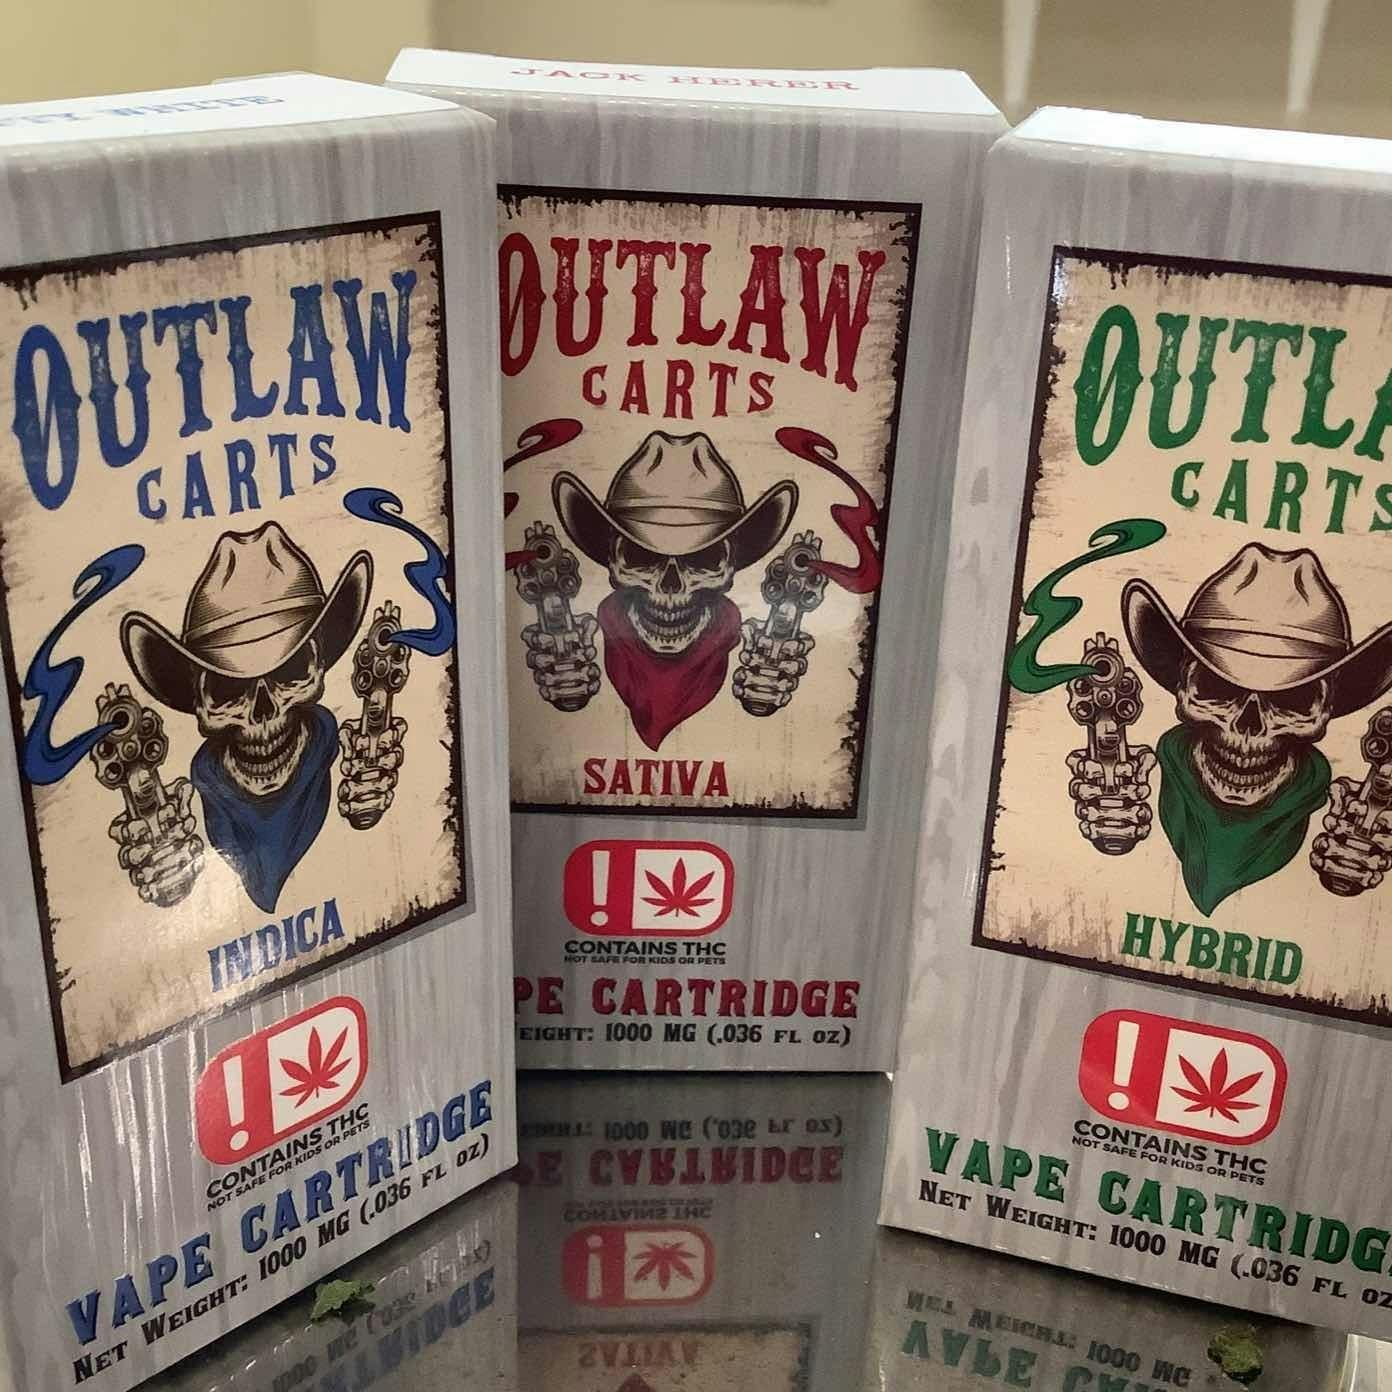 WHITE
OUTLAW
CARTS
INDICA
CONTAINS THC
NOT SAFE FOR KIDS OR PETS
VAPE CARTRIDGE
NET WEIGHT: 1000 MG (.036 FL OZ)
JACK HERER
OUTLAW
CARTS
SATIVA
CONTAINS THC
NOT SAFE FOR KIDS OR PETS
PE CARTRIDGE
EIGHT: 1000 MG (.036 FL OZ)
OUTLA
CARTS
HYBRID
CONTAINS THC
NOT SAFE FOR KIDS OR PETS
VAPE CARTRIDG
NET WEIGHT: 1000 MG (.036 FL OZ